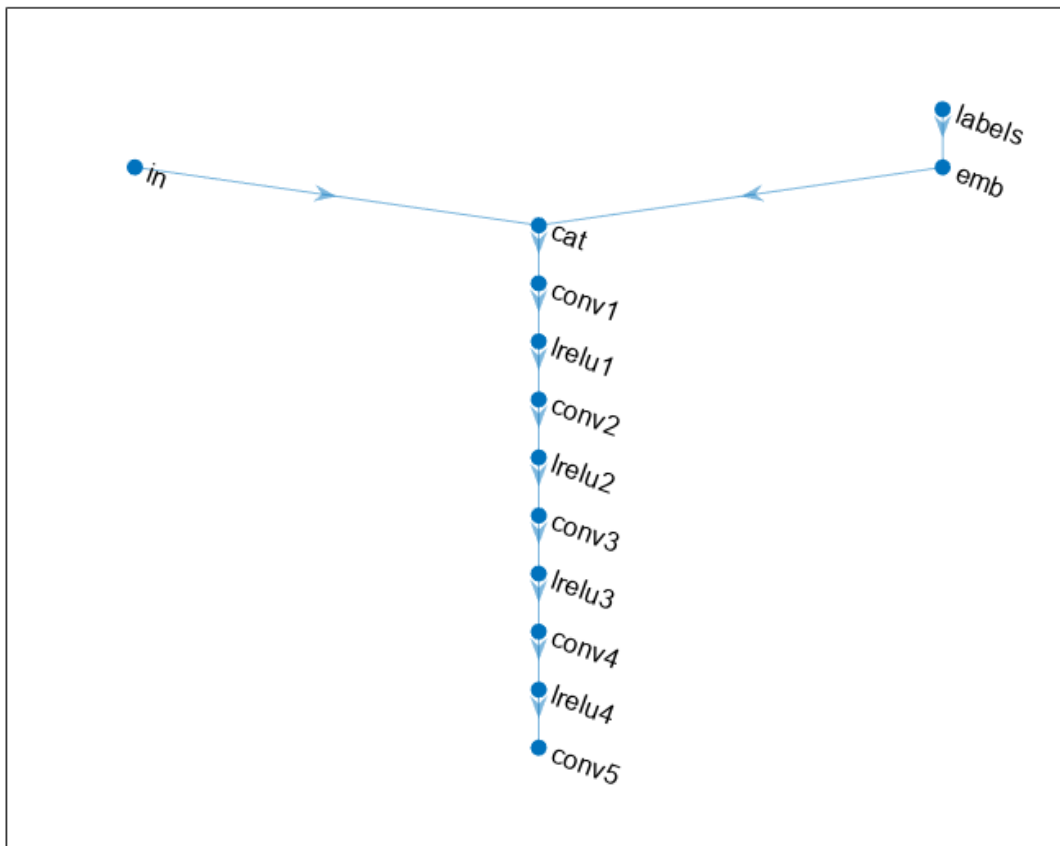 labels
in
emb
cat
conv1
lrelu1
conv2
lrelu2
conv3
lrelu3
conv4
lrelu4
conv5